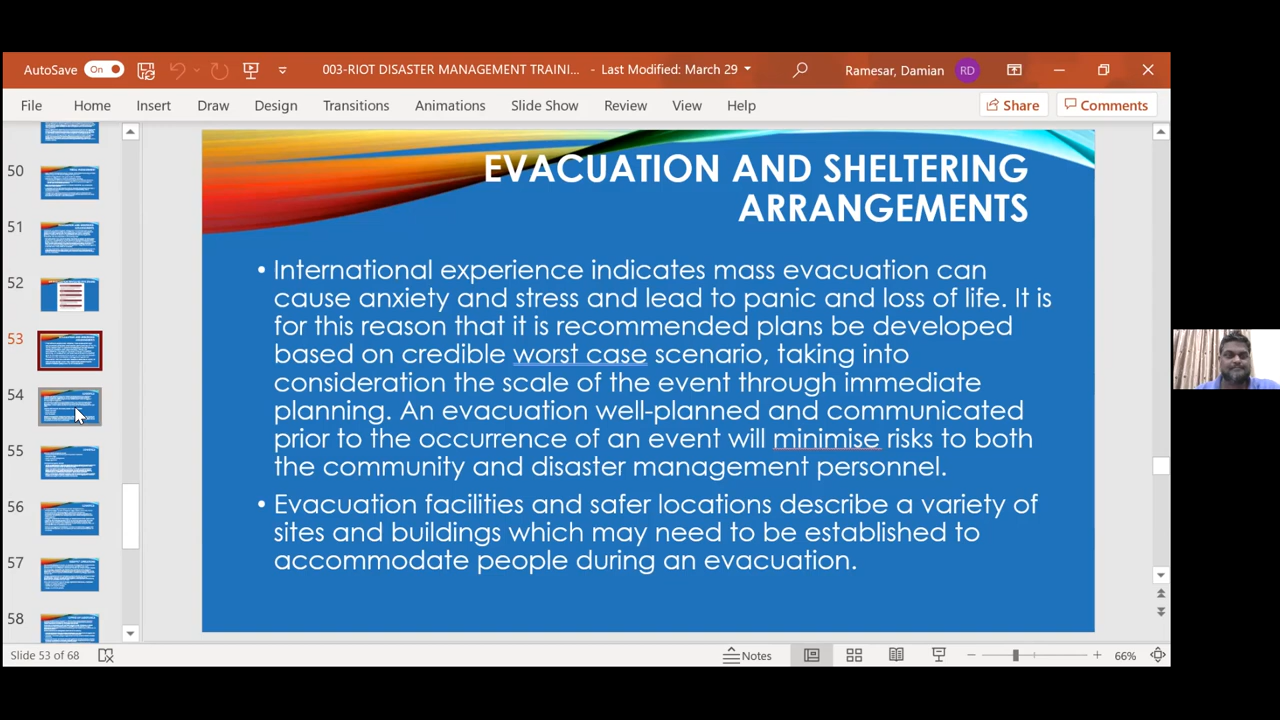 AutoSave On 003-RIOT DISASTER MANAGEMENT TRAINI... - Last Modified: March 29 Ramesar, Damian RD
File Home Insert Draw Design Transitions Animations Slide Show Review View Help Share Comments
50
51
52
53
54
55
56
57
58
EVACUATION AND SHELTERING
ARRANGEMENTS
• International experience indicates mass evacuation can
cause anxiety and stress and lead to panic and loss of life. It is
for this reason that it is recommended plans be developed
based on credible worst case scenario, taking into
consideration the scale of the event through immediate
planning. An evacuation well-planned and communicated
prior to the occurrence of an event will minimise risks to both
the community and disaster management personnel.
• Evacuation facilities and safer locations describe a variety of
sites and buildings which may need to be established to
accommodate people during an evacuation.
Slide 53 of 68 Notes 66%